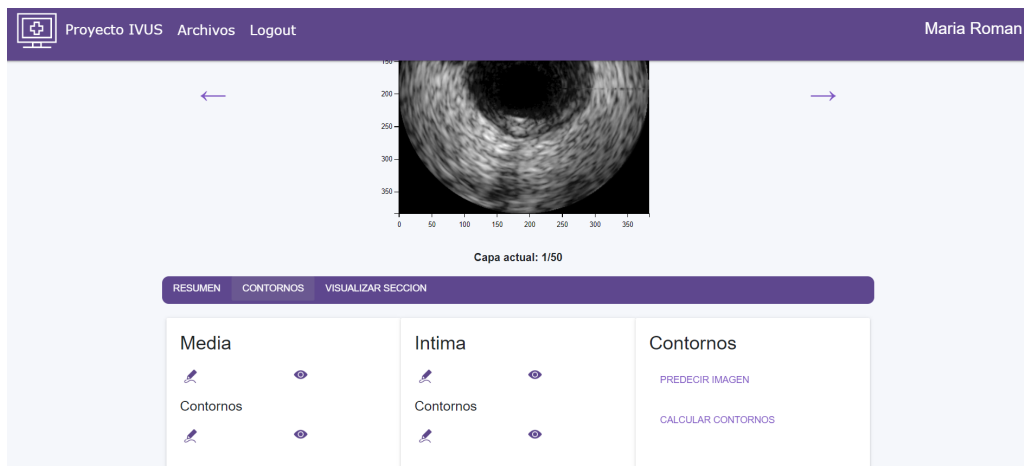 Proyecto IVUS Archivos Logout Maria Roman
150
200
250
300
350
0 50 100 150 200 250 300 350
Capa actual: 1/50
RESUMEN CONTORNOS VISUALIZAR SECCION
Media Intima Contornos
PREDECIR IMAGEN
Contornos Contornos
CALCULAR CONTORNOS